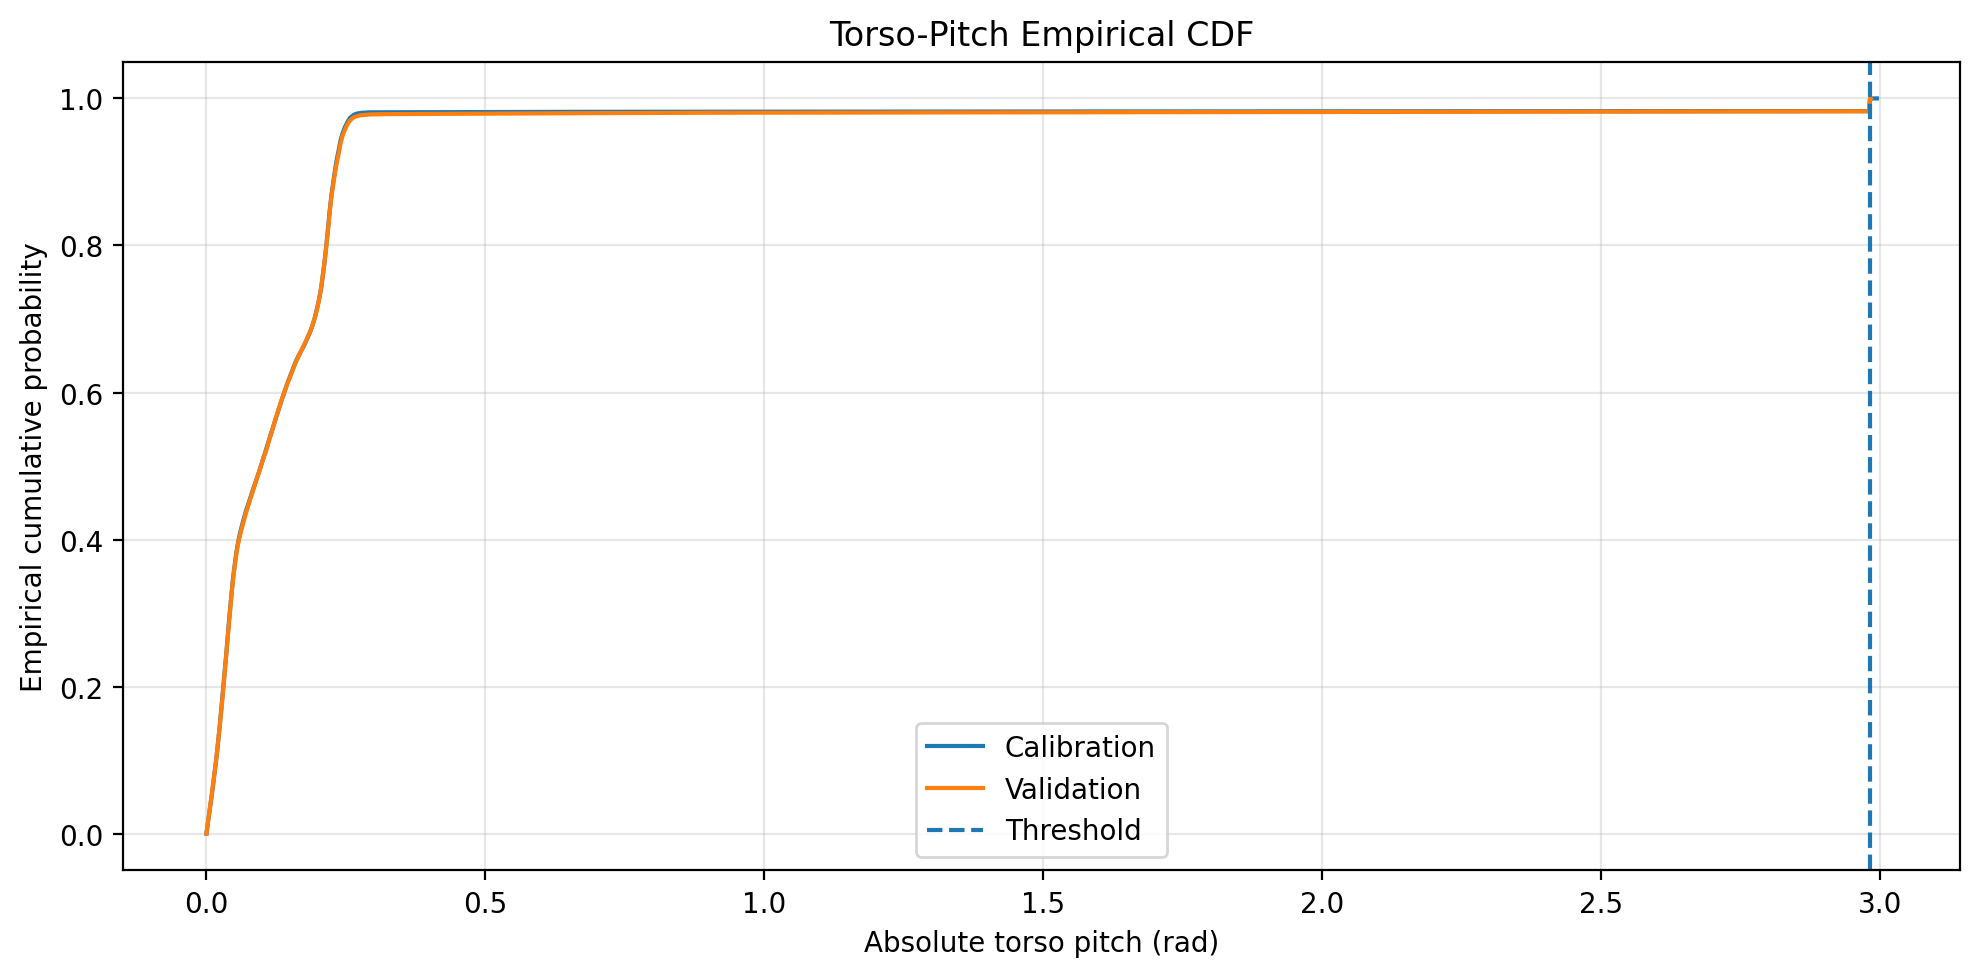 Torso-Pitch Empirical CDF
Empirical cumulative probability
1.0
0.8
0.6
0.4
0.2
0.0
Calibration
Validation
Threshold
0.0 0.5 1.0 1.5 2.0 2.5 3.0
Absolute torso pitch (rad)